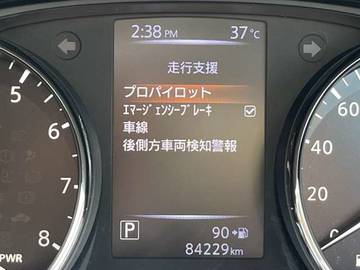 2:38 PM 37℃
走行支援
プロパイロット
ｴﾏｰｼﾞｪﾝｼｰﾌﾞﾚｰｷ
車線
後側方車両検知警報
P 90
84229km
5
6
7
8
PWR
60
40
20
0